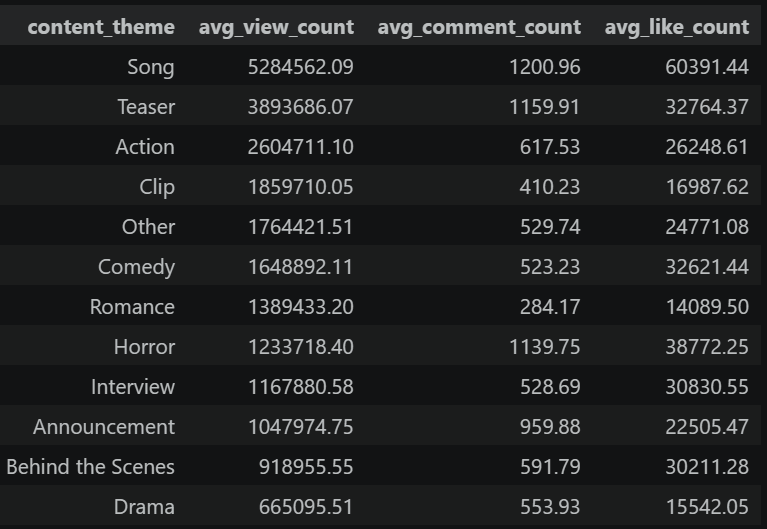 content_theme avg_view_count avg_comment_count avg_like_count
Song 5284562.09 1200.96 60391.44
Teaser 3893686.07 1159.91 32764.37
Action 2604711.10 617.53 26248.61
Clip 1859710.05 410.23 16987.62
Other 1764421.51 529.74 24771.08
Comedy 1648892.11 523.23 32621.44
Romance 1389433.20 284.17 14089.50
Horror 1233718.40 1139.75 38772.25
Interview 1167880.58 528.69 30830.55
Announcement 1047974.75 959.88 22505.47
Behind the Scenes 918955.55 591.79 30211.28
Drama 665095.51 553.93 15542.05